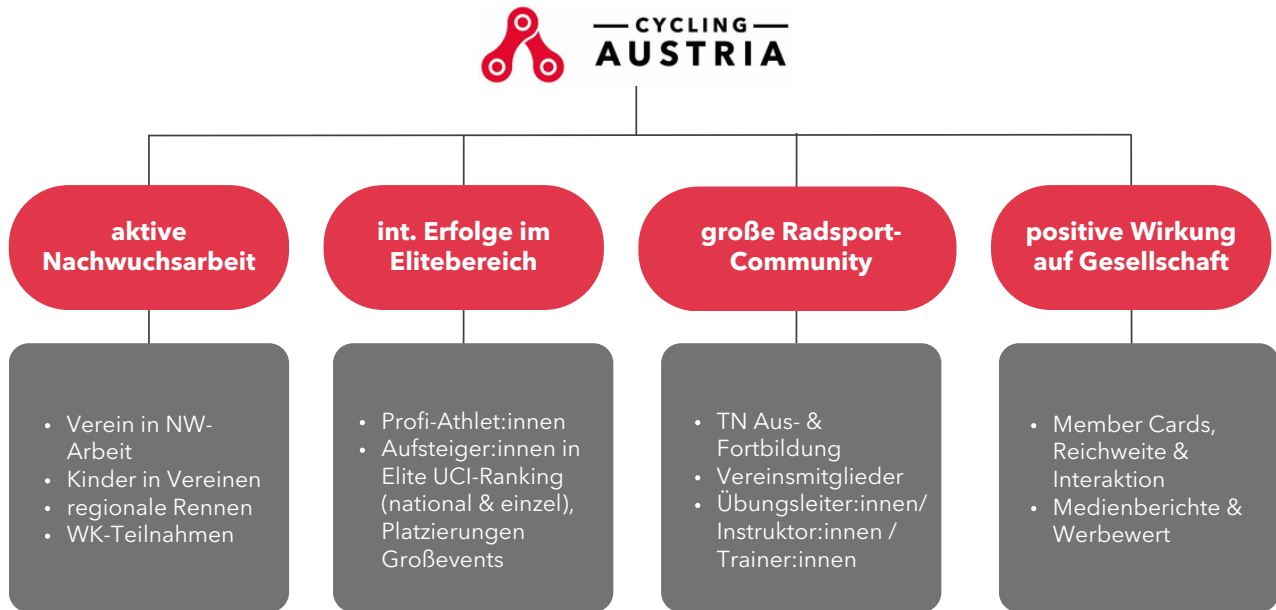 CYCLING
AUSTRIA
aktive
Nachwuchsarbeit
int. Erfolge im
Elitebereich
große Radsport-
Community
positive Wirkung
auf Gesellschaft
• Verein in NW-
Arbeit
• Kinder in Vereinen
• regionale Rennen
• WK-Teilnahmen
• Profi-Athlet:innen
• Aufsteiger:innen in
Elite UCI-Ranking
(national & einzel),
Platzierungen
Großevents
• TN Aus- &
Fortbildung
• Vereinsmitglieder
• Übungsleiter:innen/
Instruktor:innen /
Trainer:innen
• Member Cards,
Reichweite &
Interaktion
• Medienberichte &
Werbewert